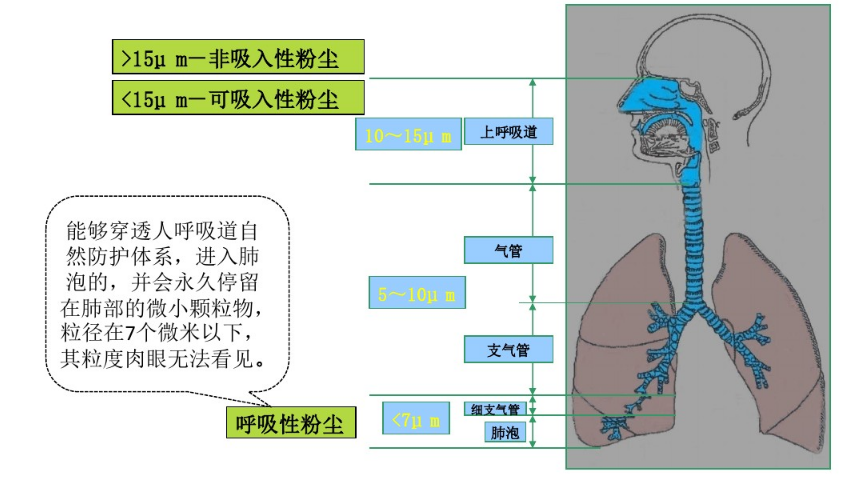 >15μ m－非吸入性粉尘
<15μ m－可吸入性粉尘
10～15μ m
上呼吸道
能够穿透人呼吸道自
然防护体系，进入肺
泡的，并会永久停留
在肺部的微小颗粒物，
粒径在7个微米以下，
其粒度肉眼无法看见。
气管
5～10μ m
支气管
呼吸性粉尘
<7μ m
细支气管
肺泡